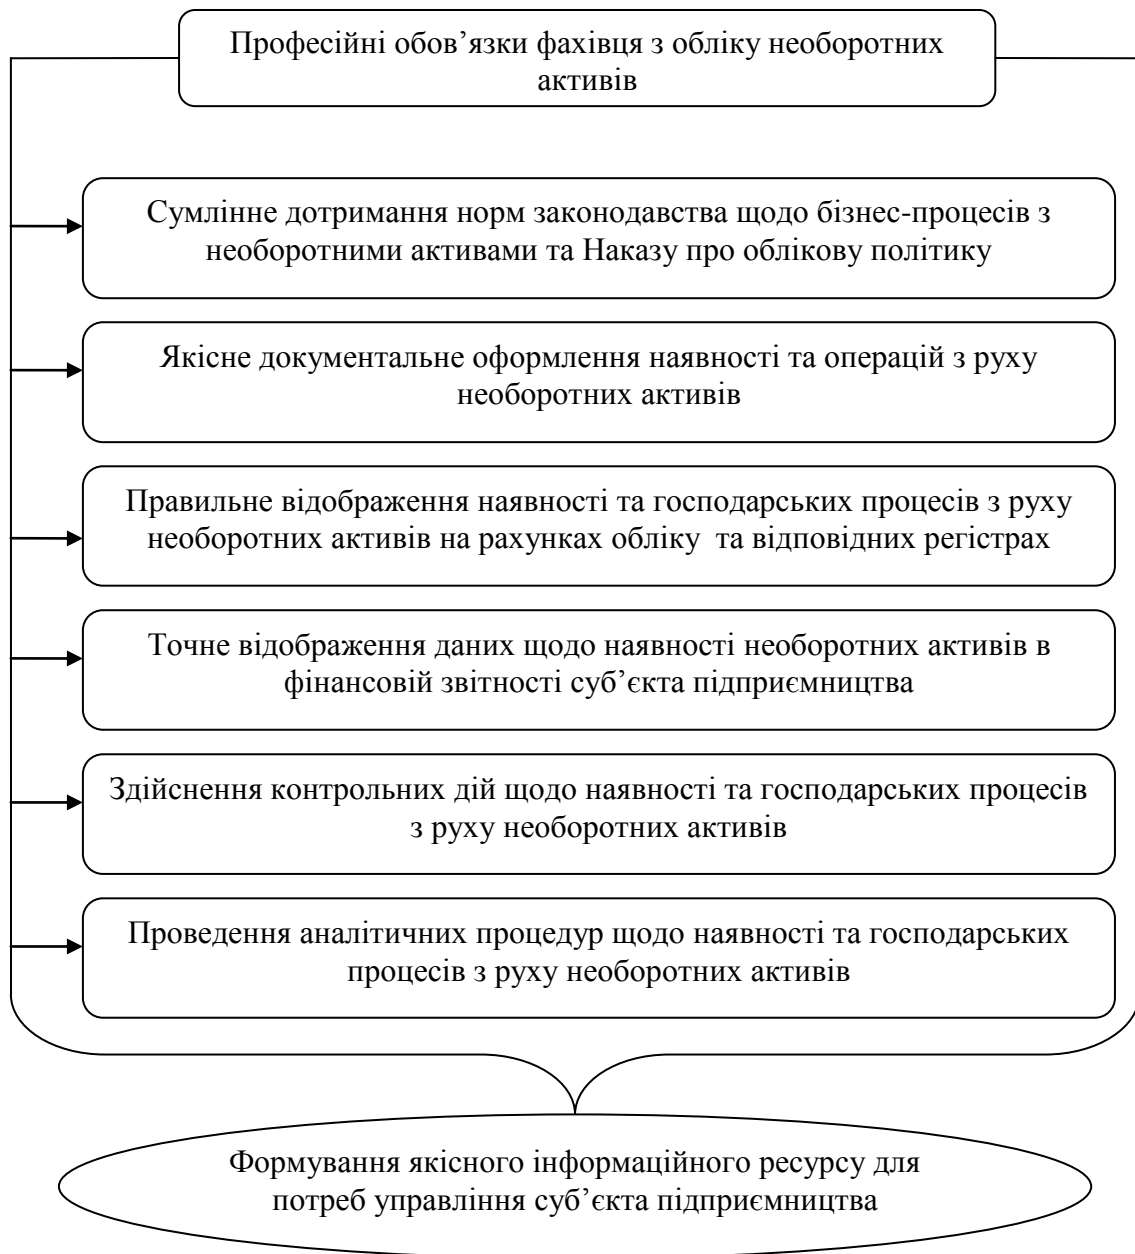 Професійні обов’язки фахівця з обліку необоротних
активів
Сумлінне дотримання норм законодавства щодо бізнес-процесів з
необоротними активами та Наказу про облікову політику
Якісне документальне оформлення наявності та операцій з руху
необоротних активів
Правильне відображення наявності та господарських процесів з руху
необоротних активів на рахунках обліку  та відповідних регістрах
Точне відображення даних щодо наявності необоротних активів в
фінансовій звітності суб’єкта підприємництва
Здійснення контрольних дій щодо наявності та господарських процесів
з руху необоротних активів
Проведення аналітичних процедур щодо наявності та господарських
процесів з руху необоротних активів
Формування якісного інформаційного ресурсу для
потреб управління суб’єкта підприємництва